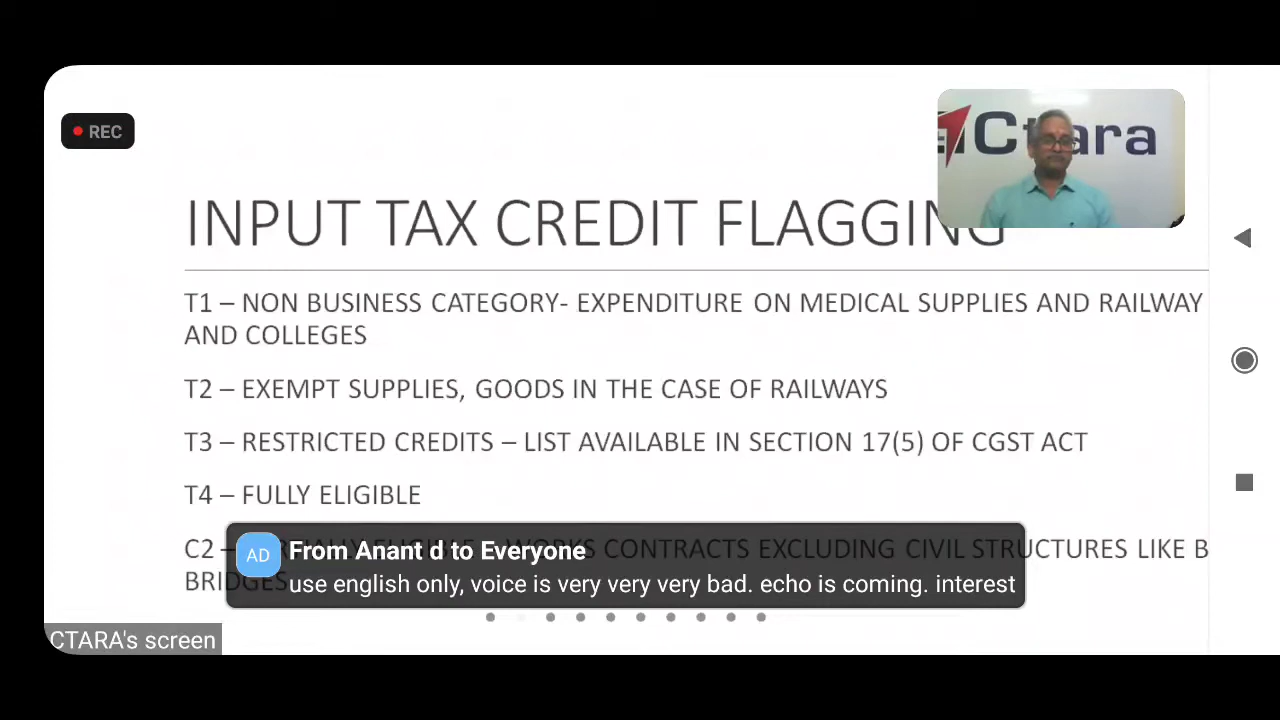 REC
Ctara
INPUT TAX CREDIT FLAGGING
T1 – NON BUSINESS CATEGORY- EXPENDITURE ON MEDICAL SUPPLIES AND RAILWAY
AND COLLEGES
T2 – EXEMPT SUPPLIES, GOODS IN THE CASE OF RAILWAYS
T3 – RESTRICTED CREDITS – LIST AVAILABLE IN SECTION 17(5) OF CGST ACT
T4 – FULLY ELIGIBLE
C2 – PARTIALLY ELIGIBLE – WORKS CONTRACTS EXCLUDING CIVIL STRUCTURES LIKE B
BRIDGES
AD
From Anant d to Everyone
use english only, voice is very very very bad. echo is coming. interest
CTARA's screen